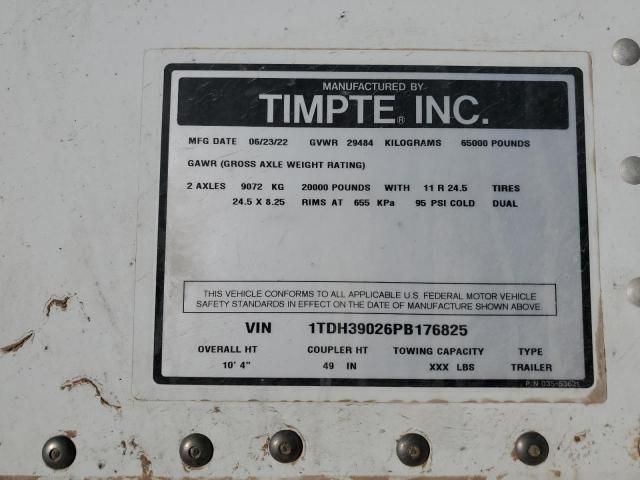 MANUFACTURED BY
TIMPTE® INC.
MFG DATE 06/23/22 GVWR 29484 KILOGRAMS 65000 POUNDS
GAWR (GROSS AXLE WEIGHT RATING)
2 AXLES 9072 KG 20000 POUNDS WITH 11 R 24.5 TIRES
24.5 X 8.25 RIMS AT 655 KPa 95 PSI COLD DUAL
THIS VEHICLE CONFORMS TO ALL APPLICABLE U.S. FEDERAL MOTOR VEHICLE
SAFETY STANDARDS IN EFFECT ON THE DATE OF MANUFACTURE SHOWN ABOVE.
VIN 1TDH39026PB176825
OVERALL HT COUPLER HT TOWING CAPACITY TYPE
10' 4" 49 IN XXX LBS TRAILER
P.N 035-53621